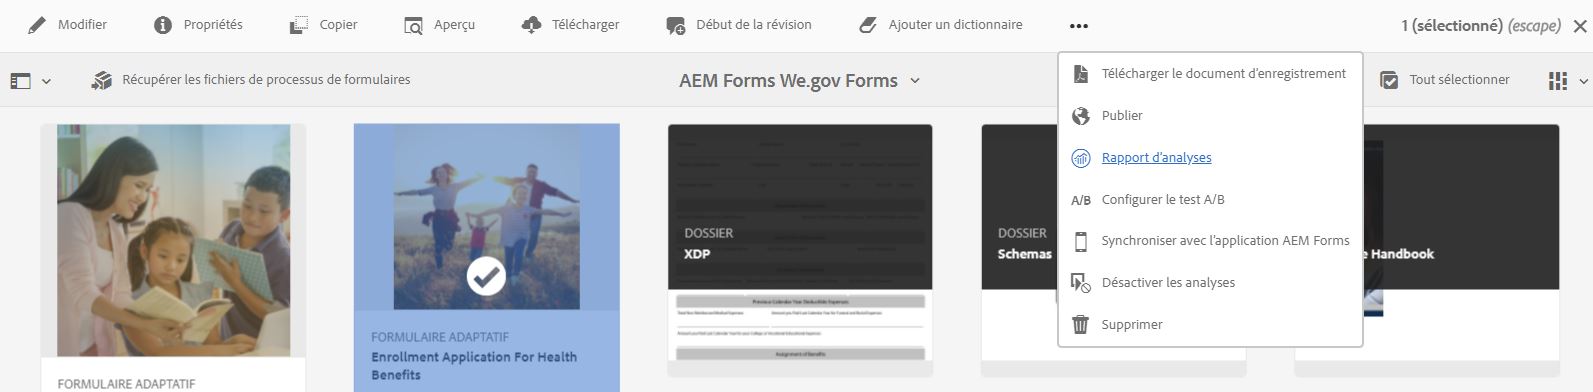 Modifier
Propriétés
Copier
Aperçu
Télécharger
Début de la révision
Ajouter un dictionnaire
1 (sélectionné) (escape)
Récupérer les fichiers de processus de formulaires
AEM Forms We.gov Forms
Tout sélectionner
Télécharger le document d'enregistrement
Publier
Rapport d'analyses
A/B Configurer le test A/B
Synchroniser avec l'application AEM Forms
Désactiver les analyses
Supprimer
FORMULAIRE ADAPTATIF
FORMULAIRE ADAPTATIF
Enrollment Application For Health
Benefits
DOSSIER
XDP
Previous Calendar Year Deductible Expenses
Assignment of Benefits
DOSSIER
Schemas
Handbook